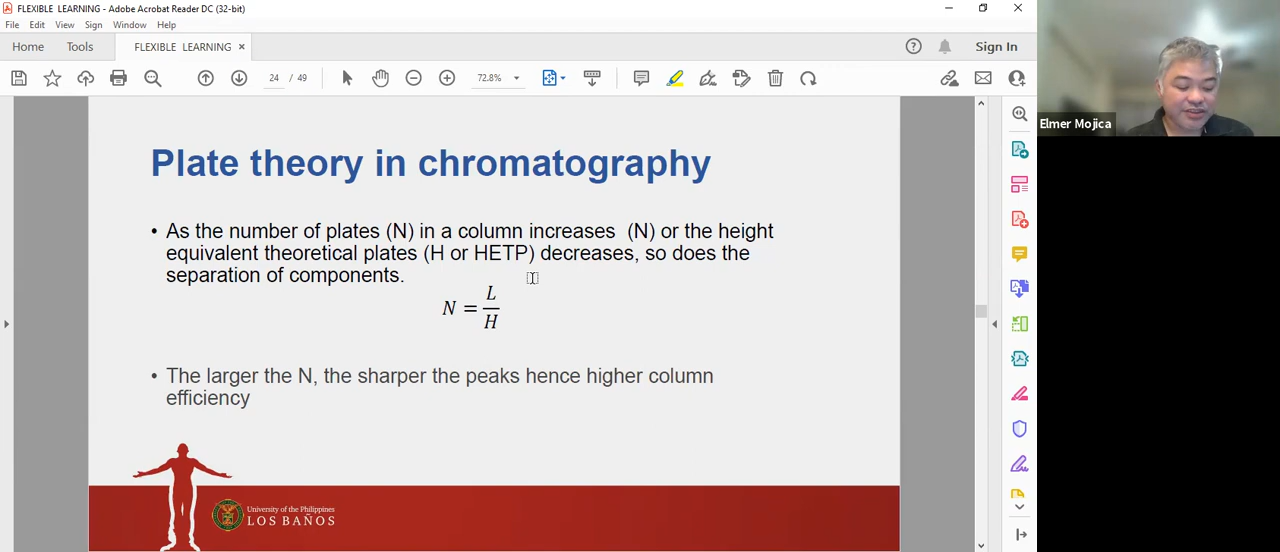 FLEXIBLE LEARNING - Adobe Acrobat Reader DC (32-bit)
File Edit View Sign Window Help
Home Tools FLEXIBLE LEARNING × Sign In
24 / 49 72.8%
Elmer Mojica
Plate theory in chromatography
• As the number of plates (N) in a column increases (N) or the height
equivalent theoretical plates (H or HETP) decreases, so does the
separation of components.
N = L/H
• The larger the N, the sharper the peaks hence higher column
efficiency
University of the Philippines
LOS BAÑOS